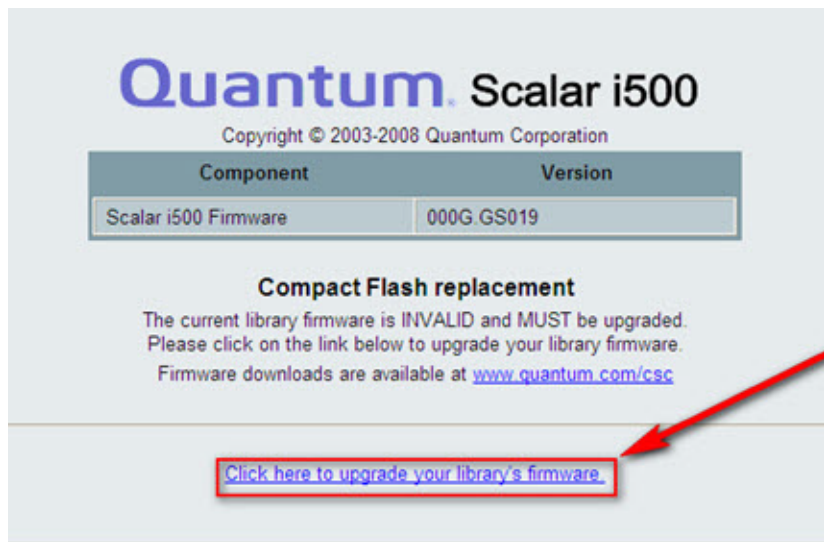 Quantum. Scalar i500
Copyright © 2003-2008 Quantum Corporation
Component Version
Scalar i500 Firmware 000G.GS019
Compact Flash replacement
The current library firmware is INVALID and MUST be upgraded.
Please click on the link below to upgrade your library firmware.
Firmware downloads are available at www.quantum.com/csc
Click here to upgrade your library's firmware.